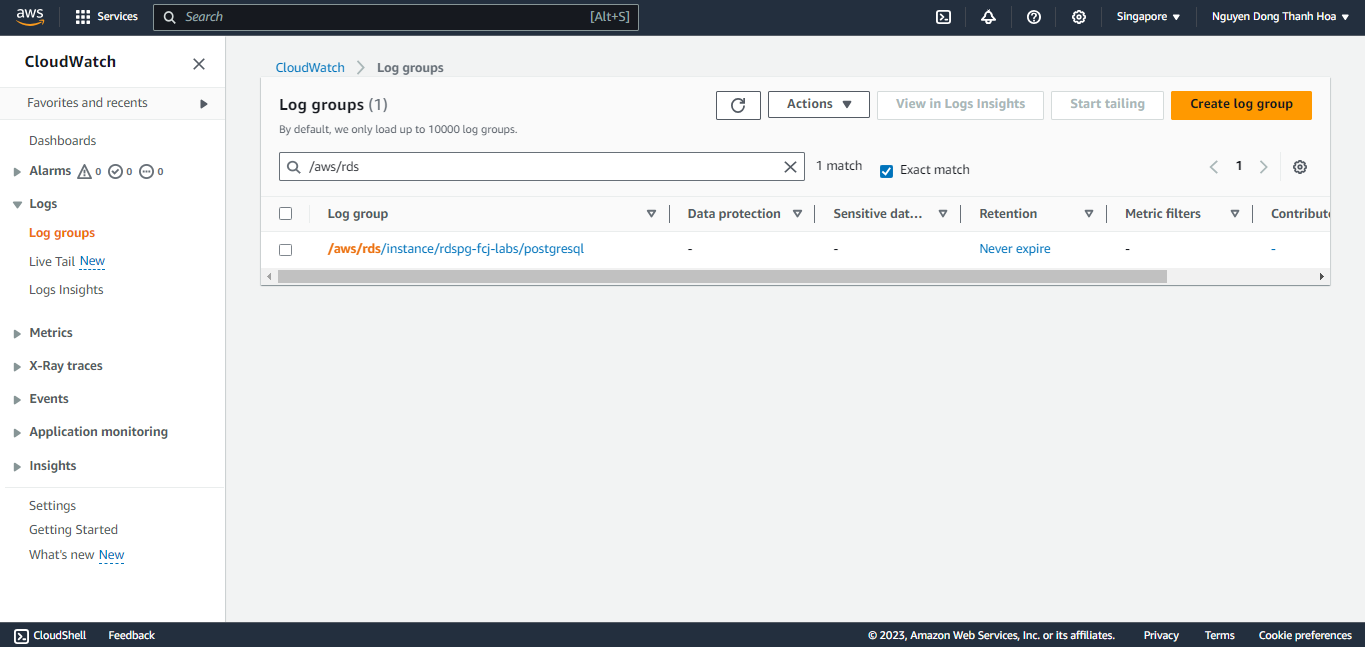 aws
Services
Search [Alt+S]
Singapore
Nguyen Dong Thanh Hoa
CloudWatch
Favorites and recents
Dashboards
Alarms 0 0 0
Logs
Log groups
Live Tail New
Logs Insights
Metrics
X-Ray traces
Events
Application monitoring
Insights
Settings
Getting Started
What's new New
CloudWatch Log groups
Log groups (1)
By default, we only load up to 10000 log groups.
Actions
View in Logs Insights
Start tailing
Create log group
/aws/rds
1 match
Exact match
1
Log group Data protection Sensitive dat... Retention Metric filters Contribute
/aws/rds/instance/rdspg-fcj-labs/postgresql - - Never expire - -
CloudShell Feedback © 2023, Amazon Web Services, Inc. or its affiliates. Privacy Terms Cookie preferences